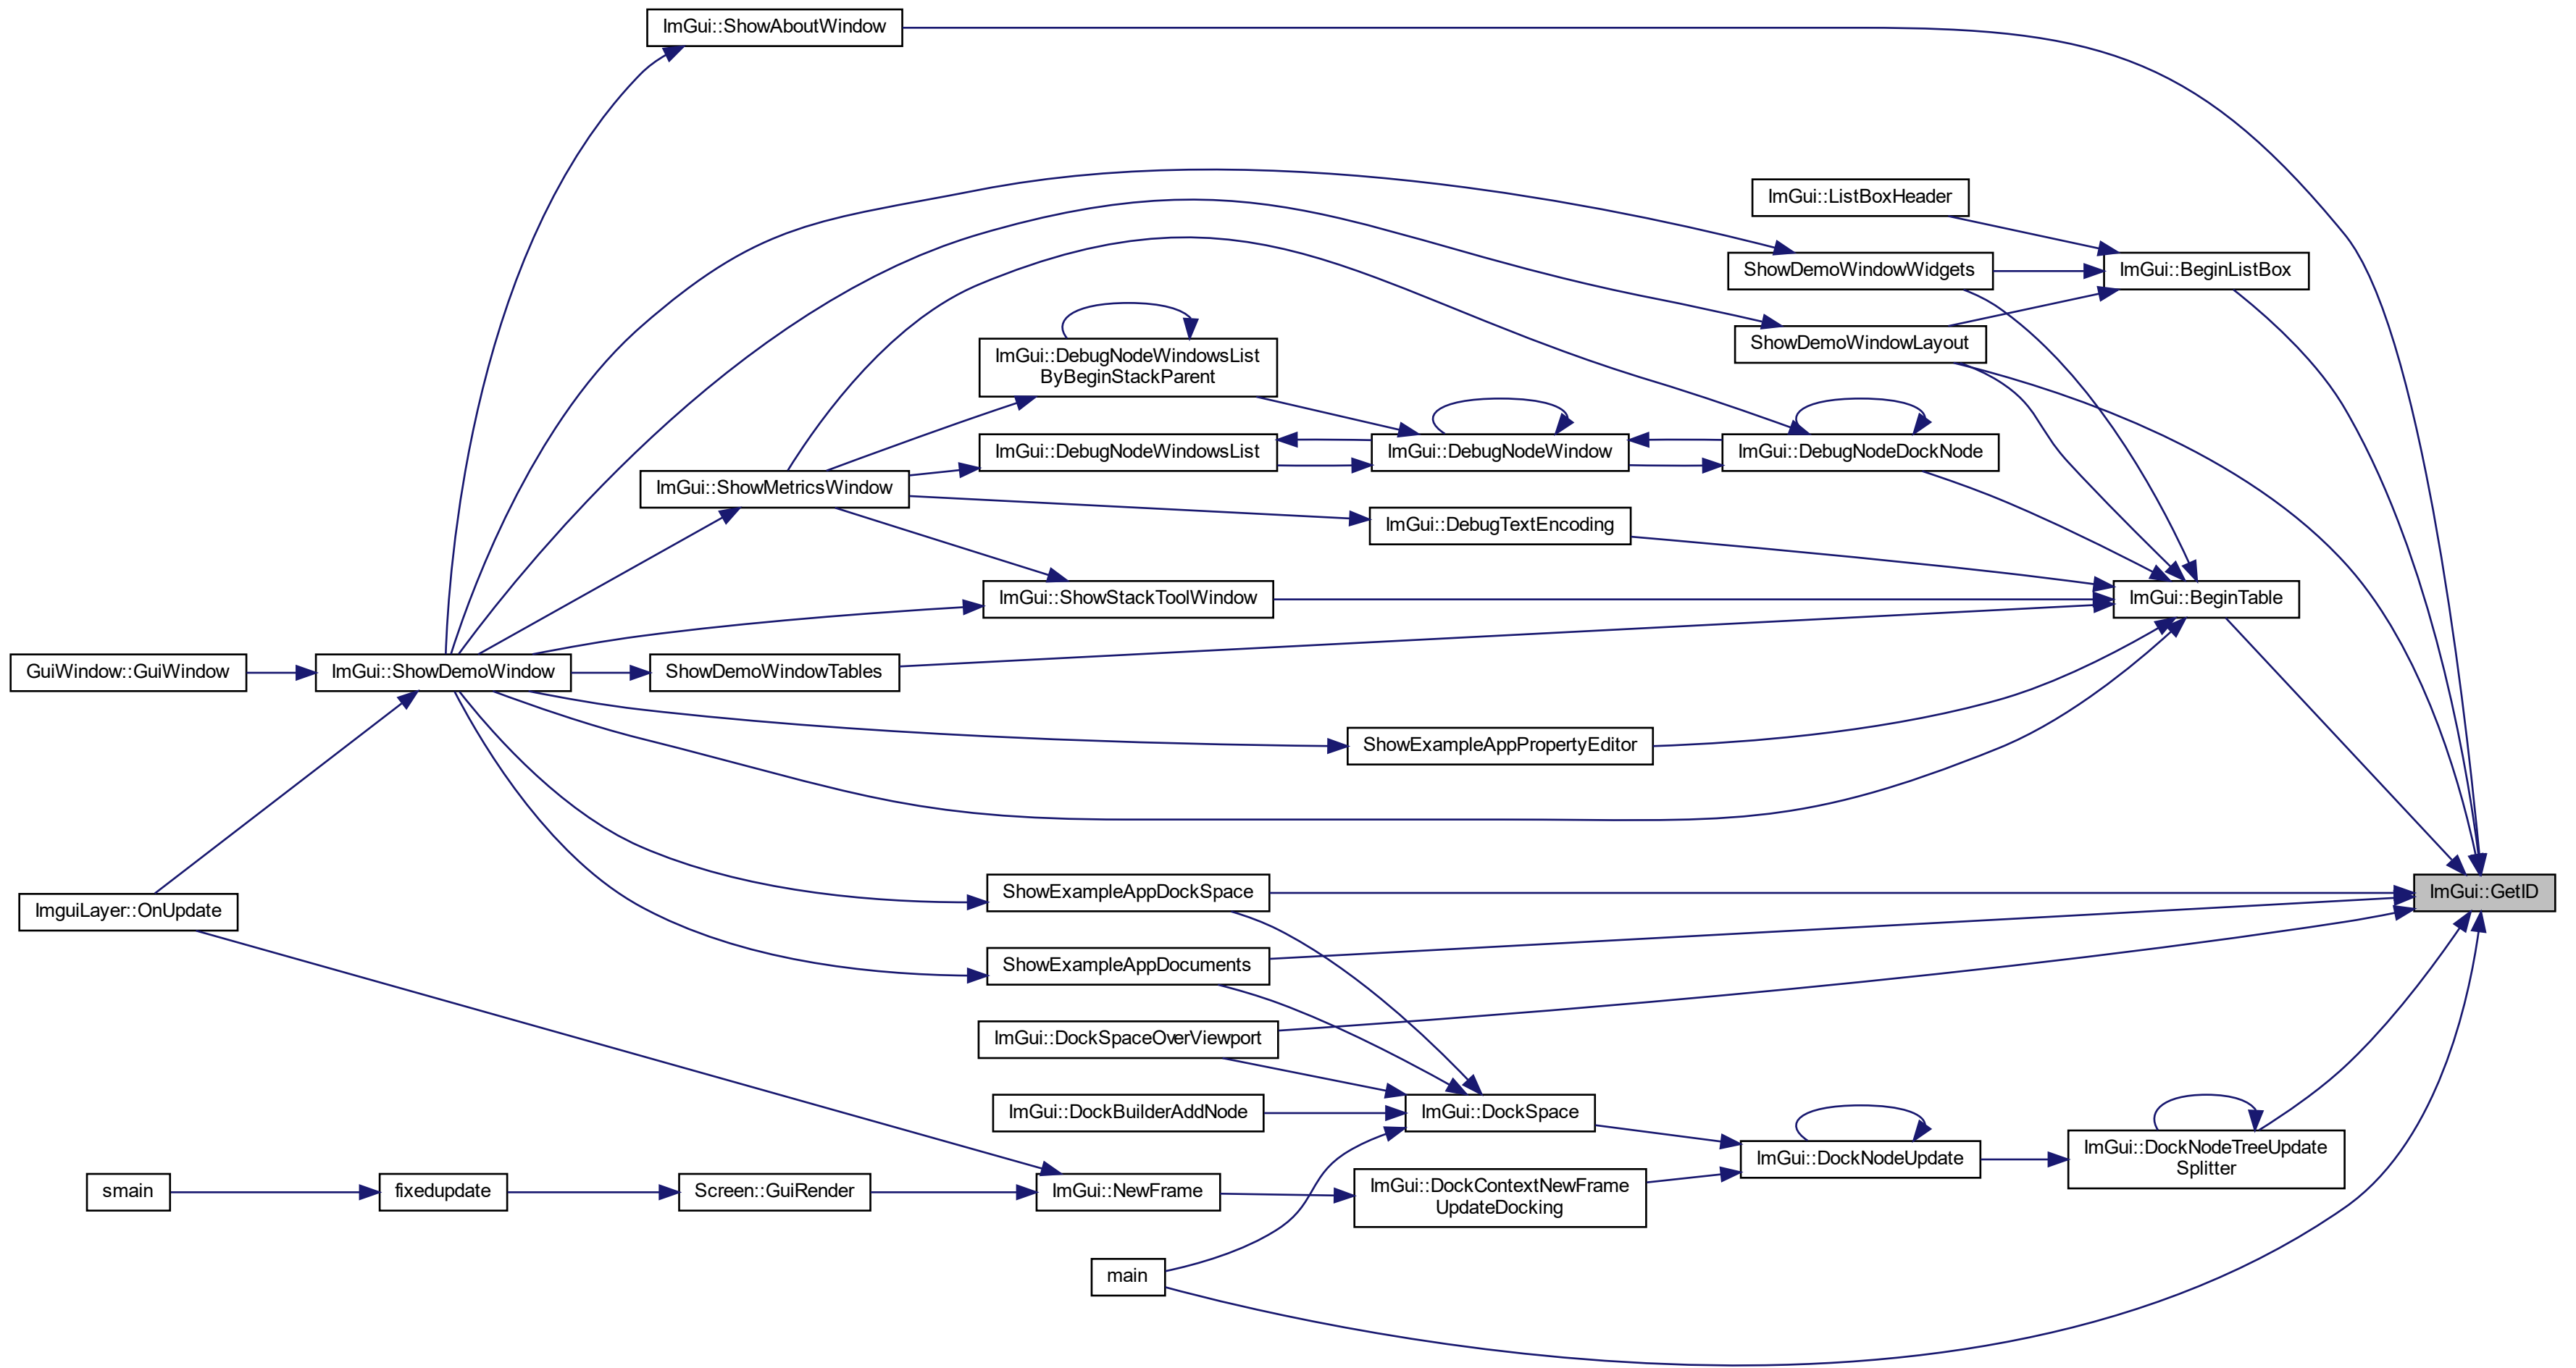 ImGui::ShowAboutWindow
ImGui::ListBoxHeader
ShowDemoWindowWidgets
ImGui::BeginListBox
ShowDemoWindowLayout
ImGui::DebugNodeWindowsList
ByBeginStackParent
ImGui::DebugNodeWindowsList
ImGui::DebugNodeWindow
ImGui::DebugNodeDockNode
ImGui::ShowMetricsWindow
ImGui::DebugTextEncoding
ImGui::ShowStackToolWindow
ImGui::BeginTable
GuiWindow::GuiWindow
ImGui::ShowDemoWindow
ShowDemoWindowTables
ShowExampleAppPropertyEditor
ImguiLayer::OnUpdate
ShowExampleAppDockSpace
ImGui::GetID
ShowExampleAppDocuments
ImGui::DockSpaceOverViewport
ImGui::DockBuilderAddNode
ImGui::DockSpace
ImGui::DockNodeUpdate
ImGui::DockNodeTreeUpdate
Splitter
smain
fixedupdate
Screen::GuiRender
ImGui::NewFrame
ImGui::DockContextNewFrame
UpdateDocking
main